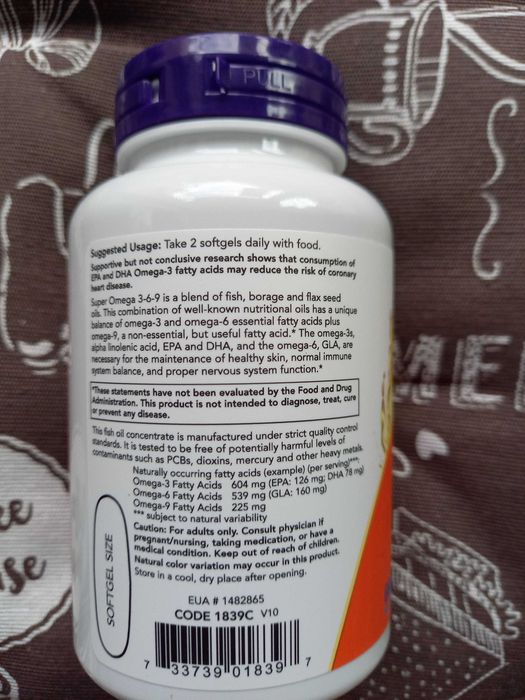 PULL
Suggested Usage: Take 2 softgels daily with food.
Supportive but not conclusive research shows that consumption of
EPA and DHA Omega-3 fatty acids may reduce the risk of coronary
heart disease.
Super Omega 3-6-9 is a blend of fish, borage and flax seed
oils. This combination of well-known nutritional oils has a unique
balance of omega-3 and omega-6 essential fatty acids plus
omega-9, a non-essential, but useful fatty acid.* The omega-3s,
alpha linolenic acid, EPA and DHA, and the omega-6, GLA, are
necessary for the maintenance of healthy skin, normal immune
system balance, and proper nervous system function.*
*These statements have not been evaluated by the Food and Drug
Administration. This product is not intended to diagnose, treat, cure
or prevent any disease.
This fish oil concentrate is manufactured under strict quality control
standards. It is tested to be free of potentially harmful levels of
contaminants such as PCBs, dioxins, mercury and other heavy metals.
Naturally occurring fatty acids (example) (per serving)***:
Omega-3 Fatty Acids 604 mg (EPA: 126 mg; DHA 78 mg)
Omega-6 Fatty Acids 539 mg (GLA: 160 mg)
Omega-9 Fatty Acids 225 mg
*** subject to natural variability
Caution: For adults only. Consult physician if
pregnant/nursing, taking medication, or have a
medical condition. Keep out of reach of children.
Natural color variation may occur in this product.
Store in a cool, dry place after opening.
SOFTGEL SIZE
EUA # 1482865
CODE 1839C V10
7 33739 01839 7